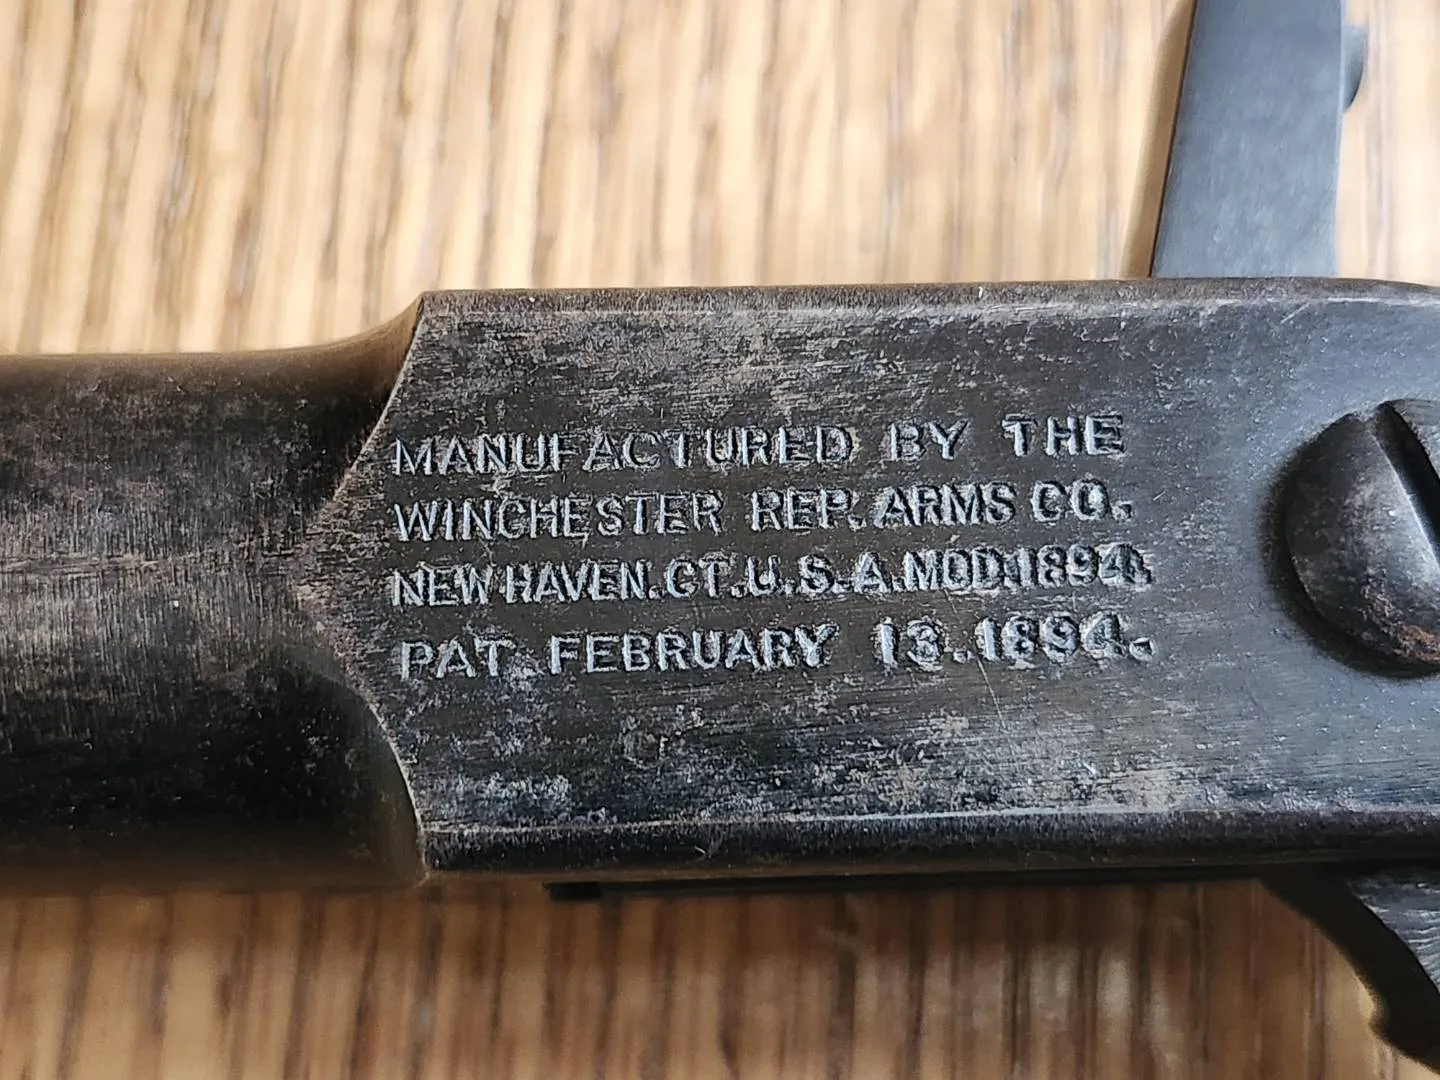 MANUFACTURED BY THE
WINCHESTER REP. ARMS CO.
NEW HAVEN. CT. U. S. A. MOD. 1894.
PAT. FEBRUARY 13. 1894.